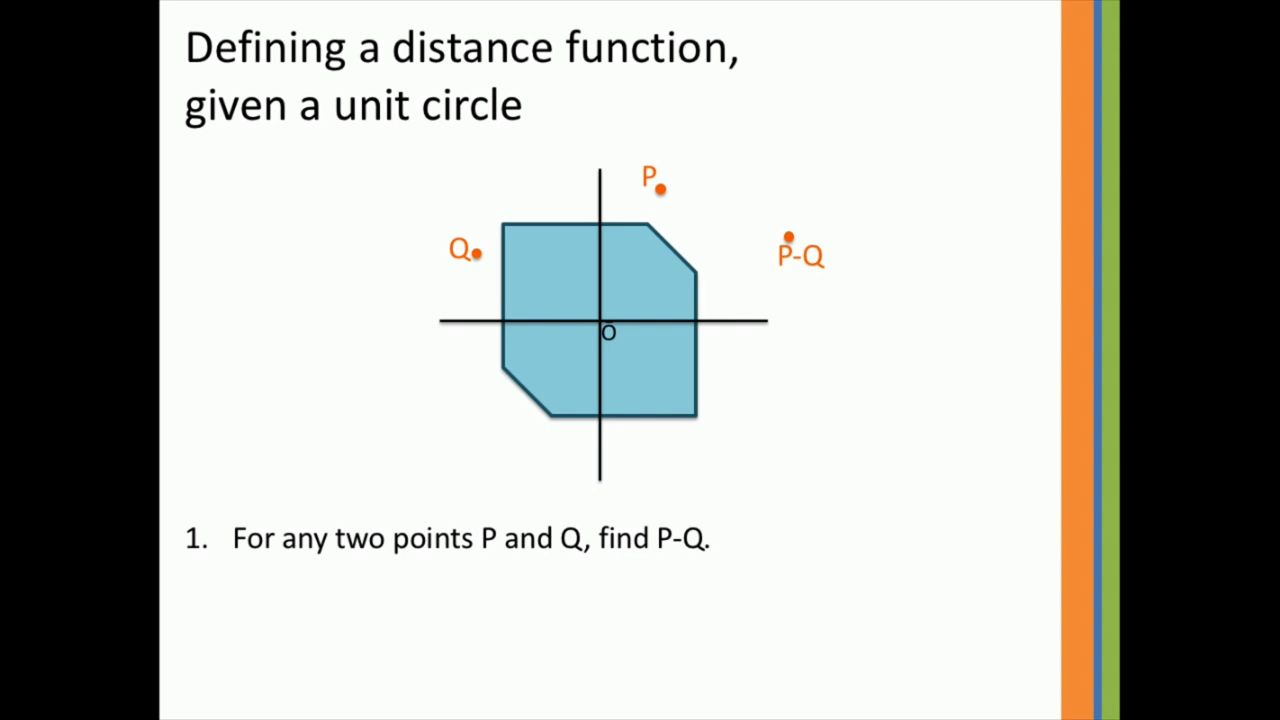 Defining a distance function,
given a unit circle
P
Q
P-Q
O
1. For any two points P and Q, find P-Q.